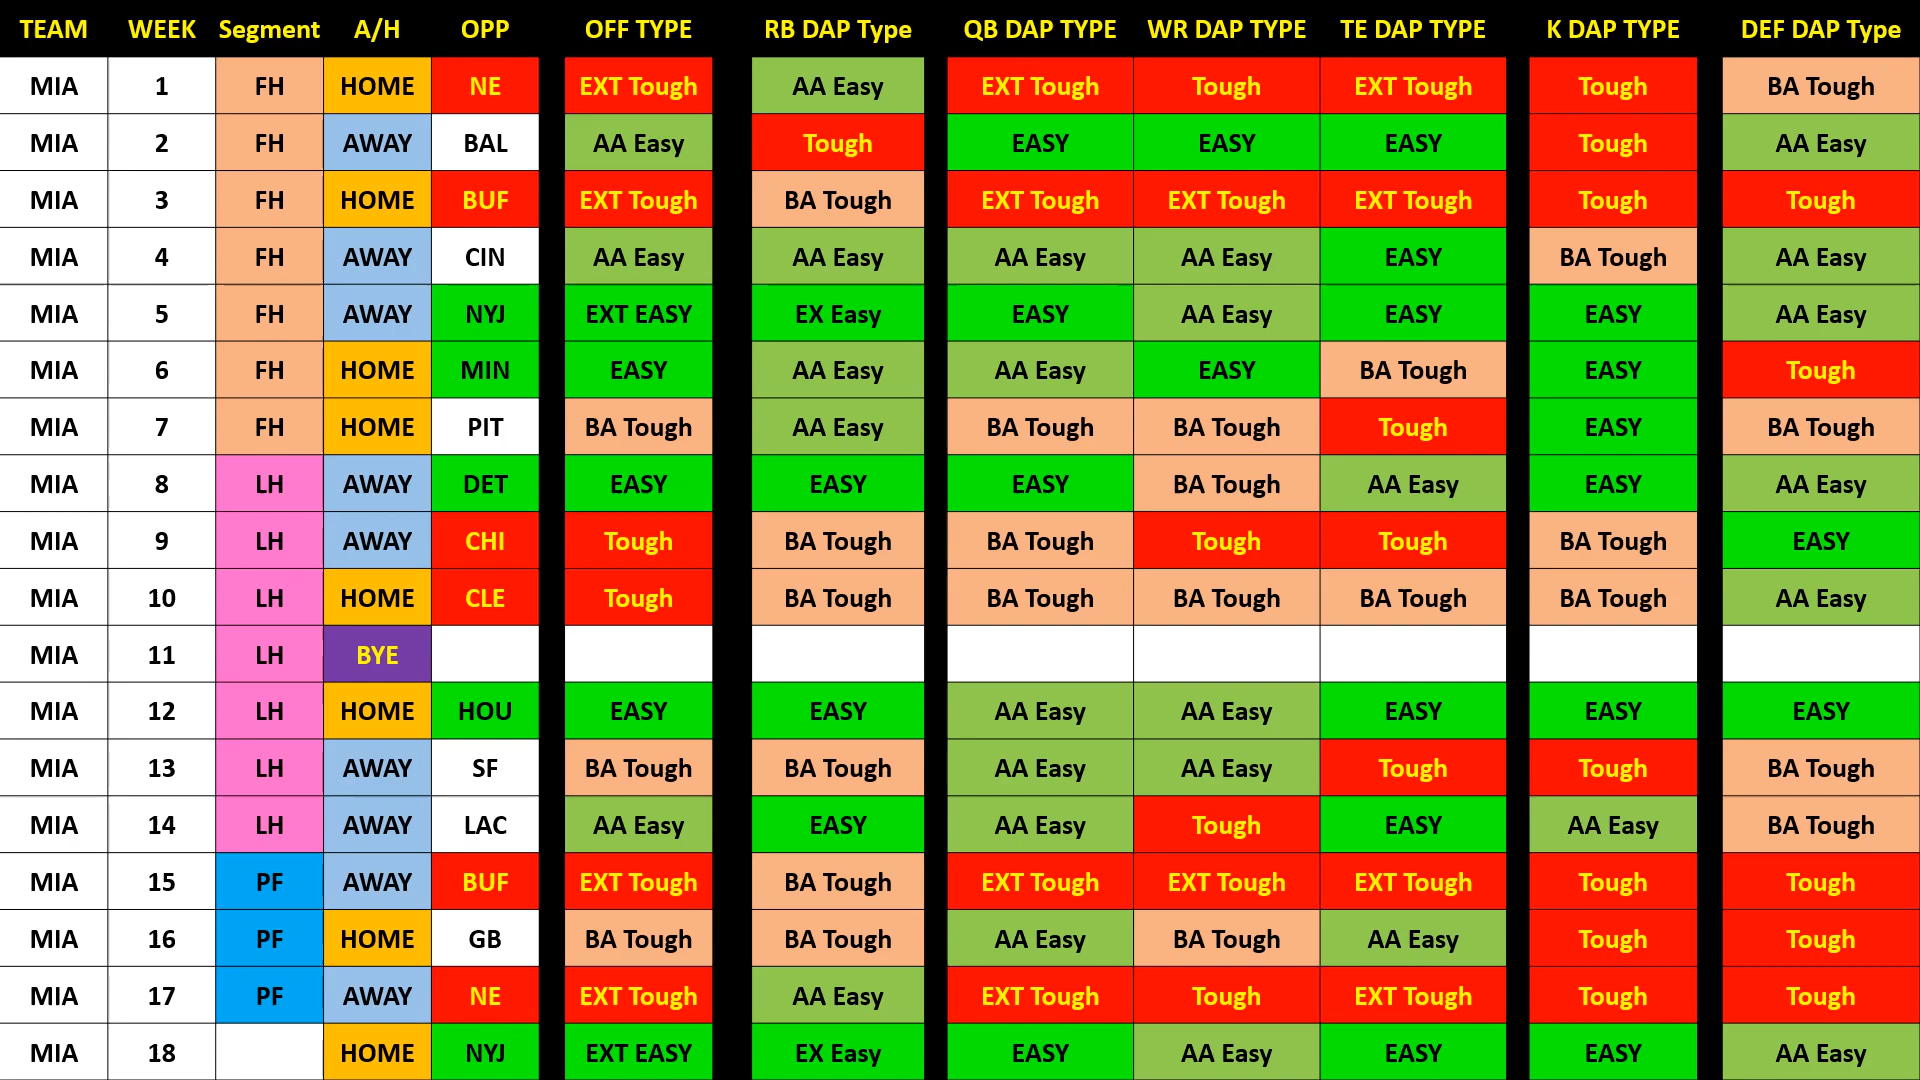 TEAM WEEK Segment A/H OPP OFF TYPE RB DAP Type QB DAP TYPE WR DAP TYPE TE DAP TYPE K DAP TYPE DEF DAP Type
MIA 1 FH HOME NE EXT Tough AA Easy EXT Tough Tough EXT Tough Tough BA Tough
MIA 2 FH AWAY BAL AA Easy Tough EASY EASY EASY Tough AA Easy
MIA 3 FH HOME BUF EXT Tough BA Tough EXT Tough EXT Tough EXT Tough Tough Tough
MIA 4 FH AWAY CIN AA Easy AA Easy AA Easy AA Easy EASY BA Tough AA Easy
MIA 5 FH AWAY NYJ EXT EASY EX Easy EASY AA Easy EASY EASY AA Easy
MIA 6 FH HOME MIN EASY AA Easy AA Easy EASY BA Tough EASY Tough
MIA 7 FH HOME PIT BA Tough AA Easy BA Tough BA Tough Tough EASY BA Tough
MIA 8 LH AWAY DET EASY EASY EASY BA Tough AA Easy EASY AA Easy
MIA 9 LH AWAY CHI Tough BA Tough BA Tough Tough Tough BA Tough EASY
MIA 10 LH HOME CLE Tough BA Tough BA Tough BA Tough BA Tough BA Tough AA Easy
MIA 11 LH BYE
MIA 12 LH HOME HOU EASY EASY AA Easy AA Easy EASY EASY EASY
MIA 13 LH AWAY SF BA Tough BA Tough AA Easy AA Easy Tough Tough BA Tough
MIA 14 LH AWAY LAC AA Easy EASY AA Easy Tough EASY AA Easy BA Tough
MIA 15 PF AWAY BUF EXT Tough BA Tough EXT Tough EXT Tough EXT Tough Tough Tough
MIA 16 PF HOME GB BA Tough BA Tough AA Easy BA Tough AA Easy Tough Tough
MIA 17 PF AWAY NE EXT Tough AA Easy EXT Tough Tough EXT Tough Tough Tough
MIA 18 HOME NYJ EXT EASY EX Easy EASY AA Easy EASY EASY AA Easy